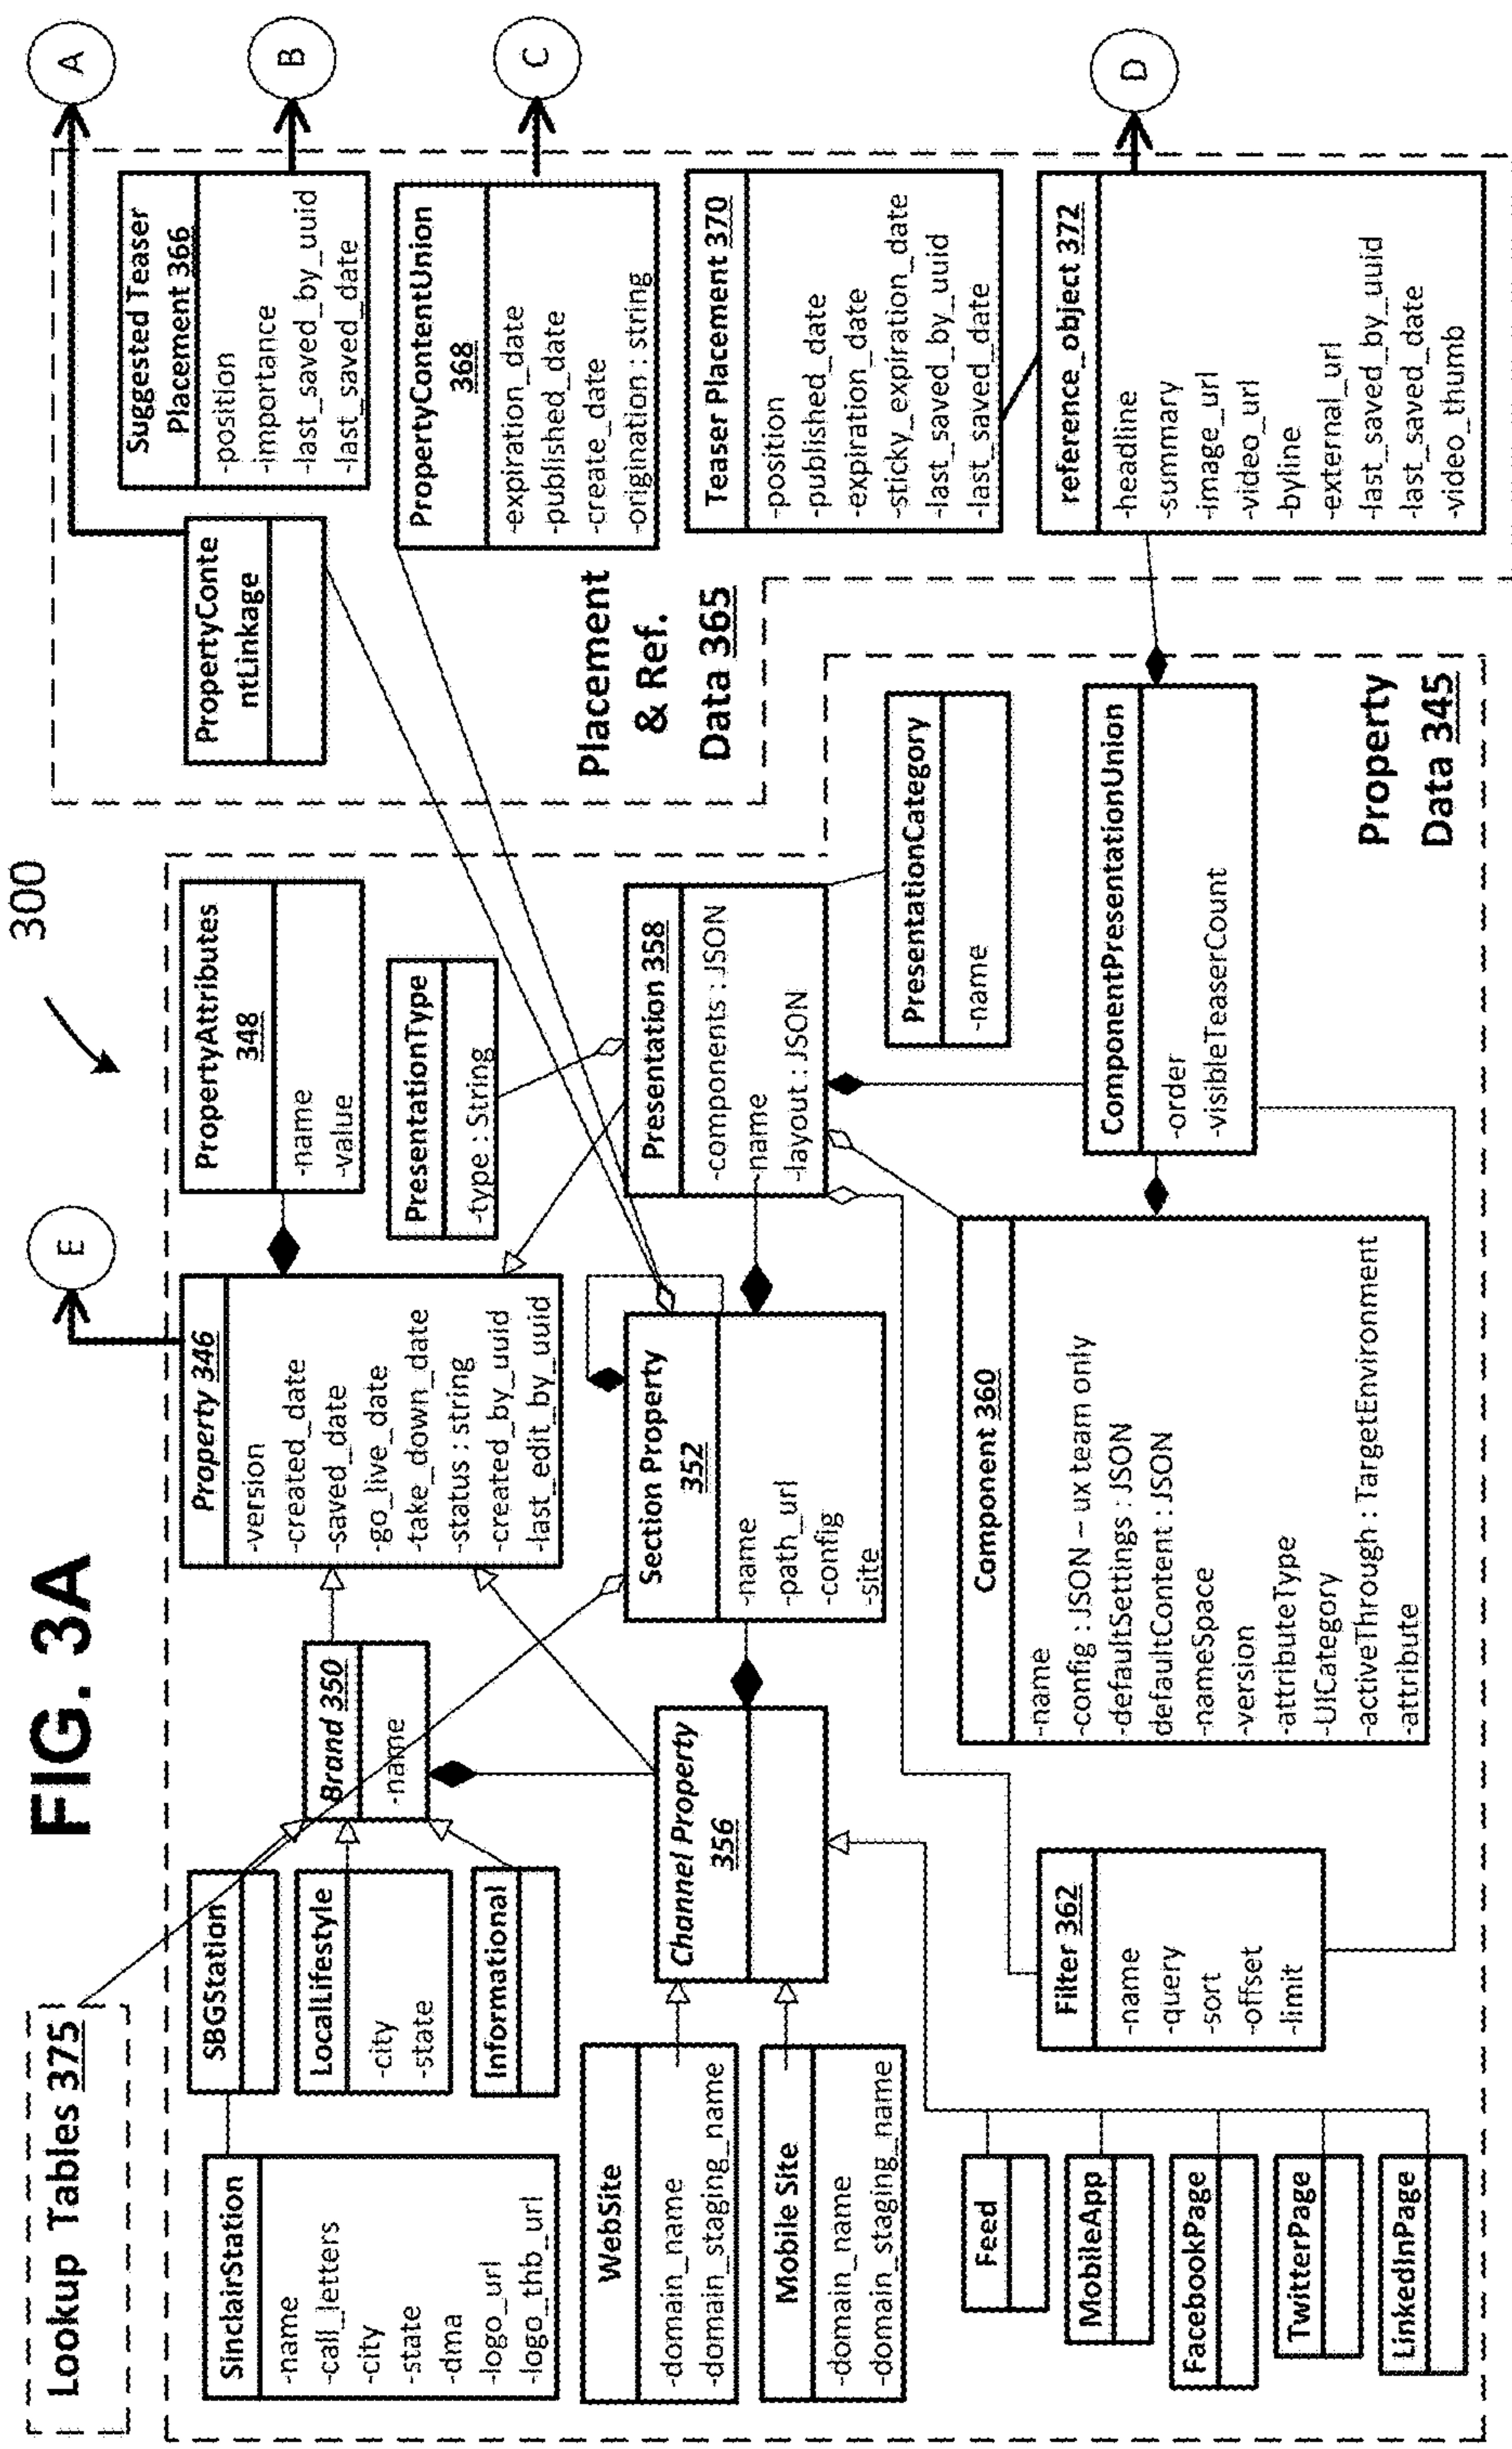 FIG. 3A
300
E
A
B
C
D
Lookup Tables 375
SinclairStation
-name
-call_letters
-city
-state
-dma
-logo_url
-logo_thb_url
SBGStation
LocalLifestyle
-city
-state
Informational
Brand 350
-name
Property 346
-version
-created_date
-saved_date
-go_live_date
-take_down_date
-status : string
-created_by_uuid
-last_edit_by_uuid
PropertyAttributes
348
-name
-value
PresentationType
-type : String
WebSite
-domain_name
-domain_staging_name
Mobile Site
-domain_name
-domain_staging_name
Channel Property
356
Section Property
352
-name
-path_url
-config
-site
Presentation 358
-components : JSON
-name
-layout : JSON
PresentationCategory
-name
Feed
MobileApp
FacebookPage
TwitterPage
LinkedInPage
Filter 362
-name
-query
-sort
-offset
-limit
Component 360
-name
-config : JSON – ux team only
-defaultSettings : JSON
defaultContent : JSON
-nameSpace
-version
-attributeType
-UICategory
-activeThrough : TargetEnvironment
-attribute
ComponentPresentationUnion
-order
-visibleTeaserCount
Property
Data 345
PropertyConte
ntLinkage
Suggested Teaser
Placement 366
-position
-importance
-last_saved_by_uuid
-last_saved_date
PropertyContentUnion
368
-expiration_date
-published_date
-create_date
-origination : string
Placement
& Ref.
Data 365
Teaser Placement 370
-position
-published_date
-expiration_date
-sticky_expiration_date
-last_saved_by_uuid
-last_saved_date
reference_object 372
-headline
-summary
-image_url
-video_url
-byline
-external_url
-last_saved_by_uuid
-last_saved_date
-video_thumb